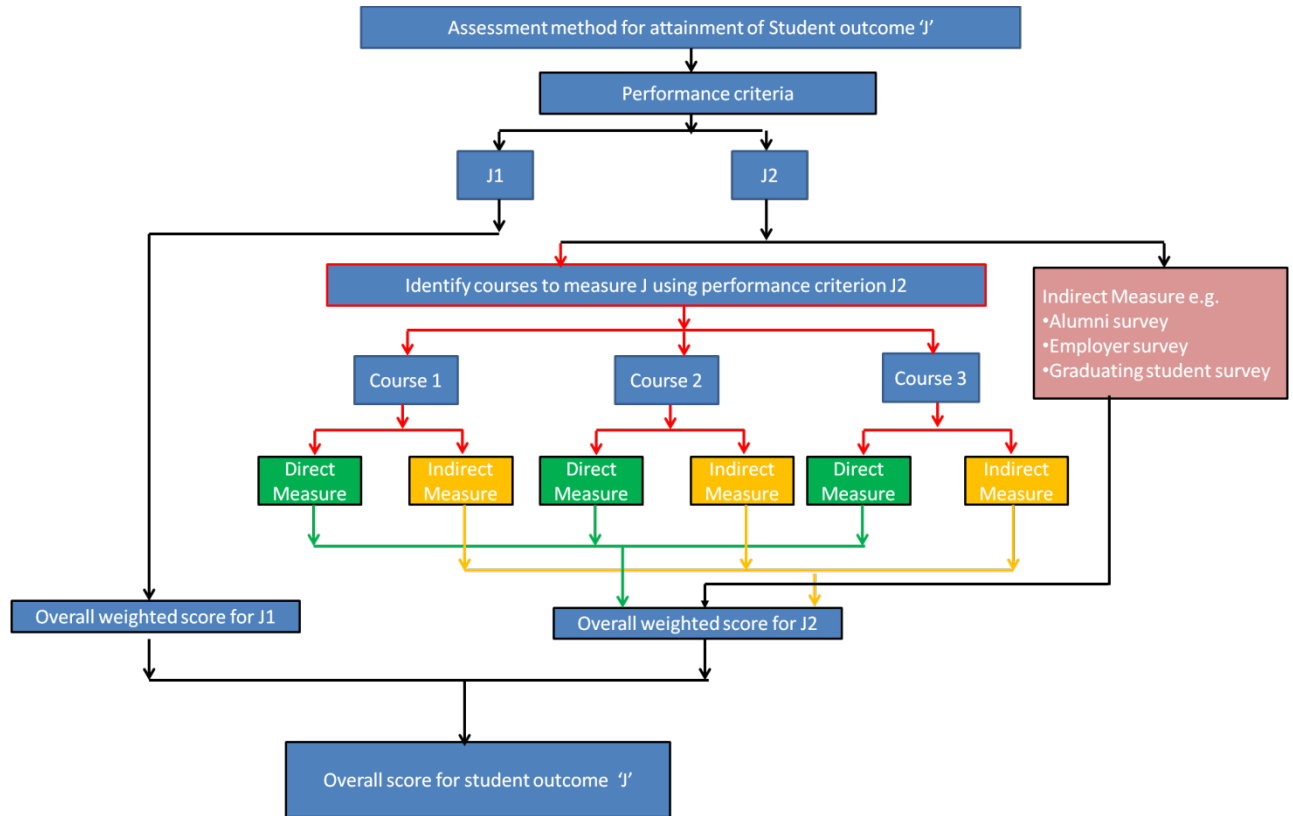 Assessment method for attainment of Student outcome ‘J’
Performance criteria
J1
J2
Identify courses to measure J using performance criterion J2
Indirect Measure e.g.
•Alumni survey
•Employer survey
•Graduating student survey
Course 1
Course 2
Course 3
Direct
Measure
Indirect
Measure
Direct
Measure
Indirect
Measure
Direct
Measure
Indirect
Measure
Overall weighted score for J1
Overall weighted score for J2
Overall score for student outcome ‘J’